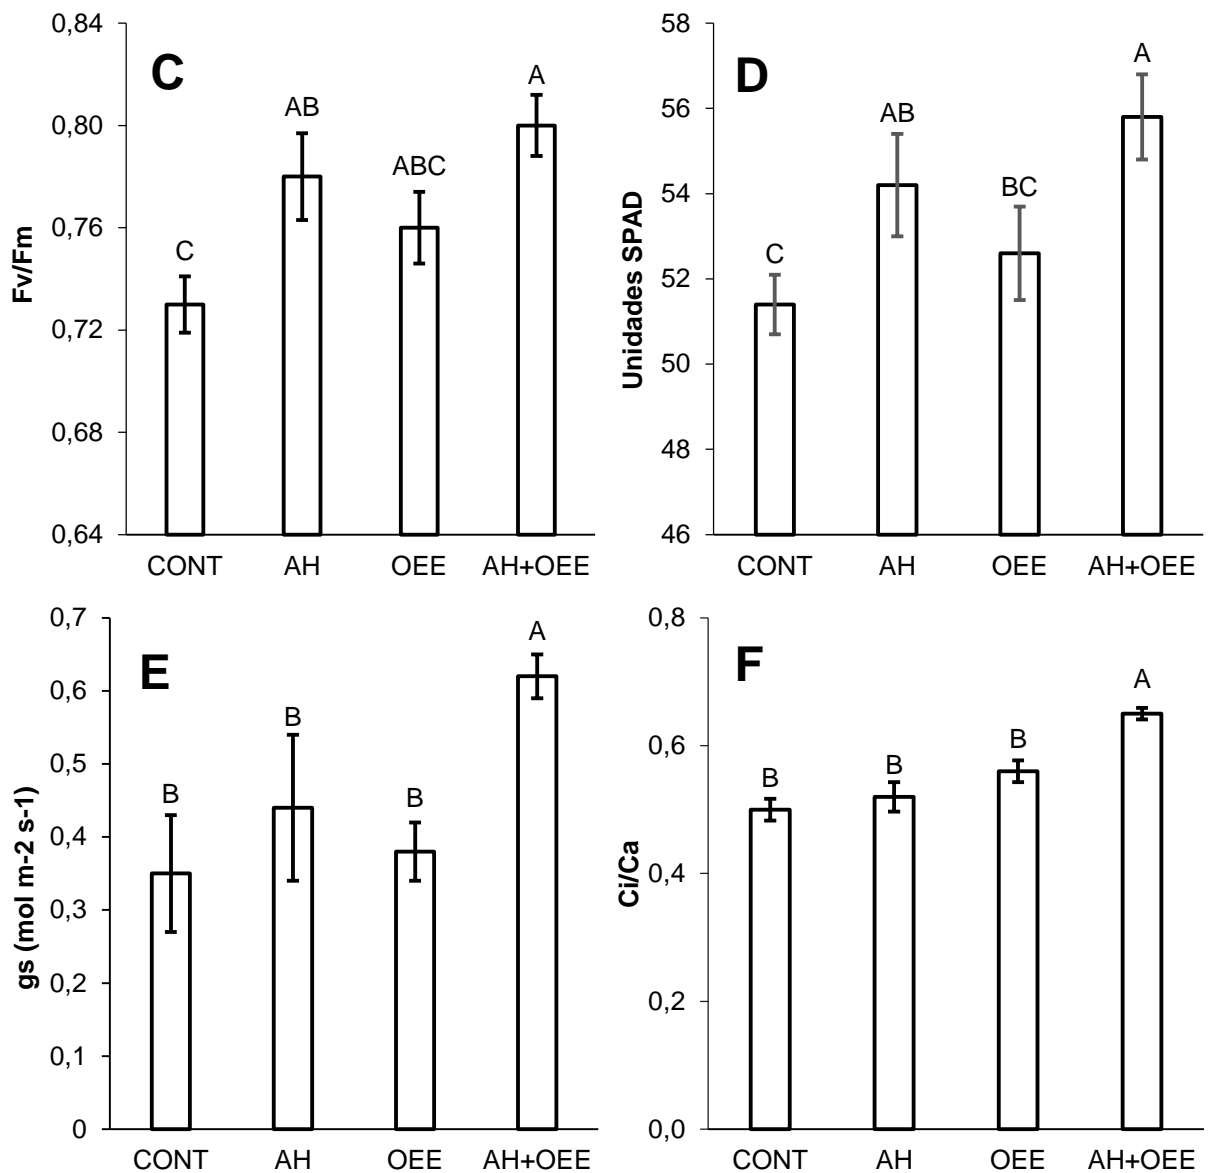 C
Fv/Fm
0,84
0,80
0,76
0,72
0,68
0,64
C
AB
ABC
A
CONT
AH
OEE
AH+OEE
D
Unidades SPAD
58
56
54
52
50
48
46
C
AB
BC
A
CONT
AH
OEE
AH+OEE
E
gs (mol m-2 s-1)
0,7
0,6
0,5
0,4
0,3
0,2
0,1
0
B
B
B
A
CONT
AH
OEE
AH+OEE
F
Ci/Ca
0,8
0,6
0,4
0,2
0,0
B
B
B
A
CONT
AH
OEE
AH+OEE